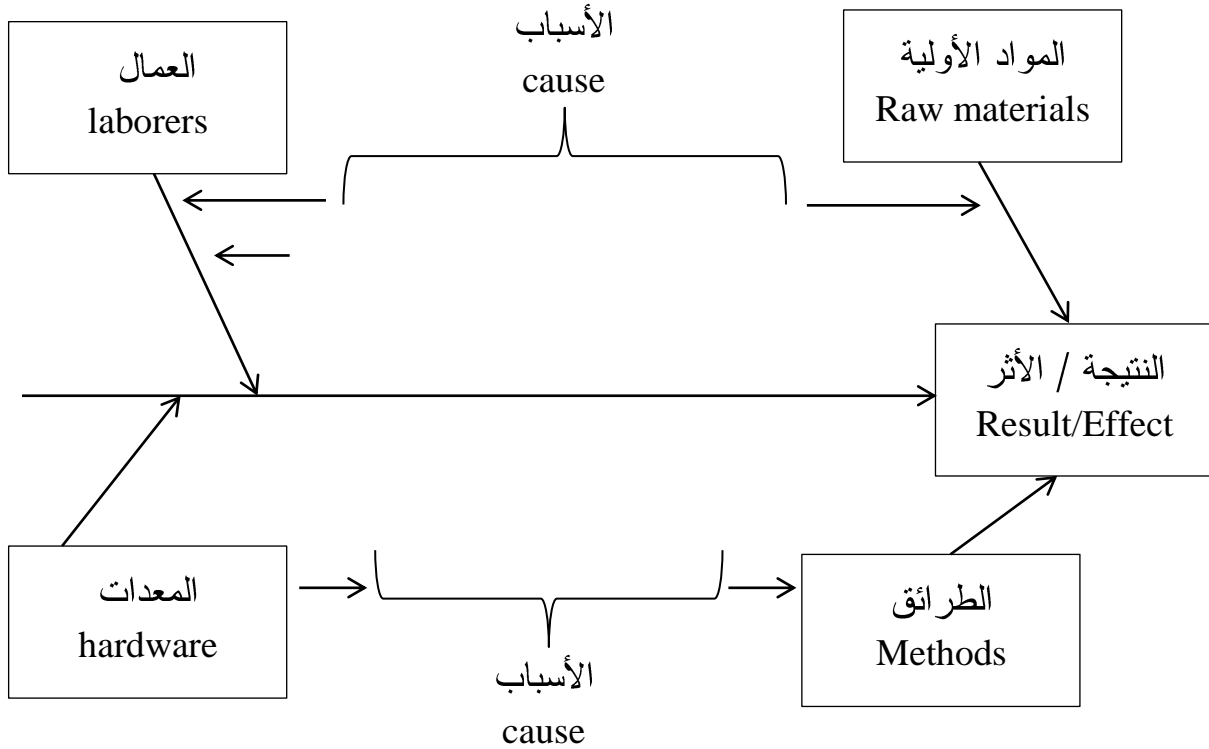 العمال
laborers
الأسباب
cause
المواد الأولية
Raw materials
النتيجة / الأثر
Result/Effect
المعدات
hardware
الأسباب
cause
الطرائق
Methods